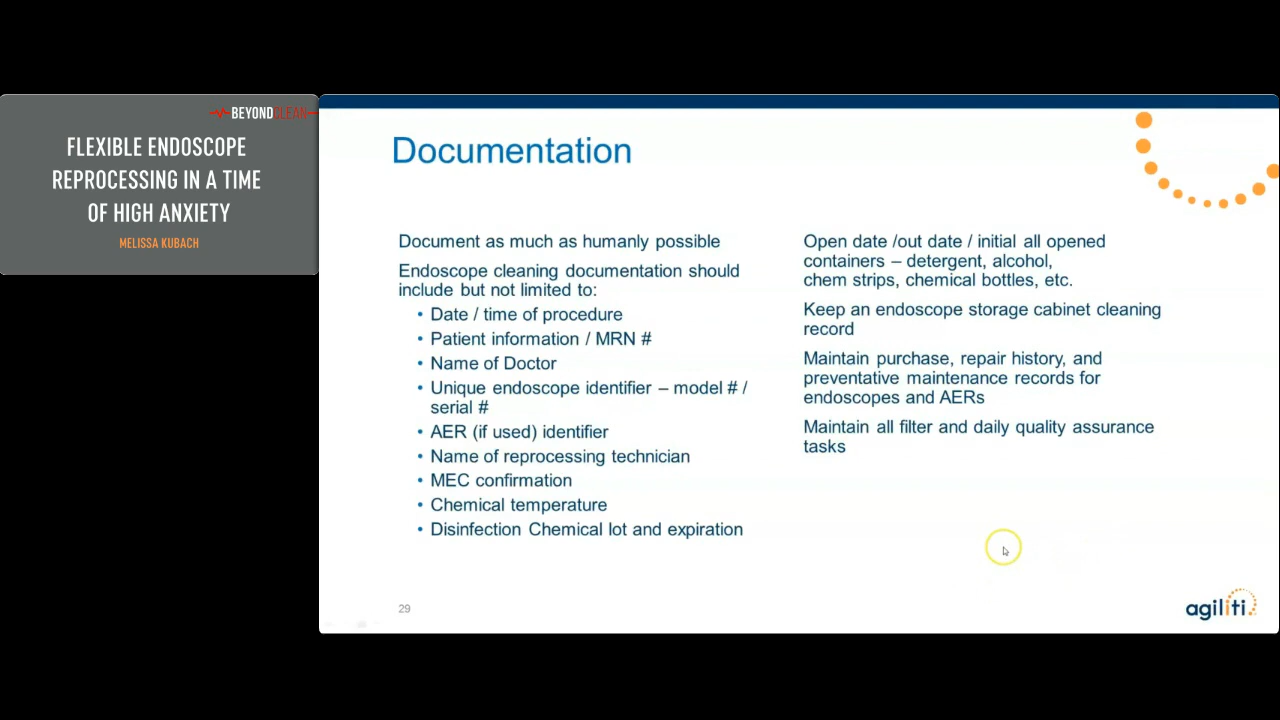 BEYONDCLEAN
FLEXIBLE ENDOSCOPE
REPROCESSING IN A TIME
OF HIGH ANXIETY
MELISSA KUBACH
Documentation
Document as much as humanly possible
Endoscope cleaning documentation should
include but not limited to:
• Date / time of procedure
• Patient information / MRN #
• Name of Doctor
• Unique endoscope identifier – model # /
serial #
• AER (if used) identifier
• Name of reprocessing technician
• MEC confirmation
• Chemical temperature
• Disinfection Chemical lot and expiration
Open date /out date / initial all opened
containers – detergent, alcohol,
chem strips, chemical bottles, etc.
Keep an endoscope storage cabinet cleaning
record
Maintain purchase, repair history, and
preventative maintenance records for
endoscopes and AERs
Maintain all filter and daily quality assurance
tasks
29
agiliti